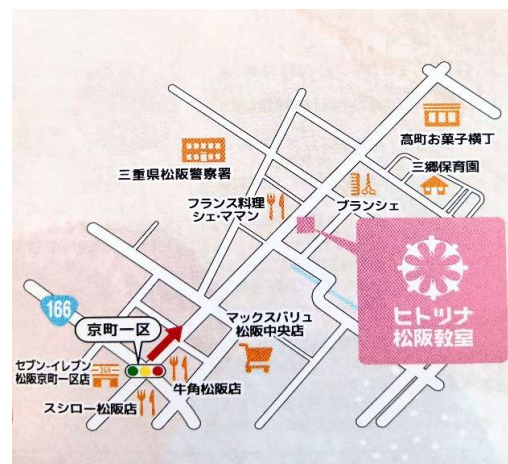 高町お菓子横丁
三郷保育園
三重県松阪警察署
フランス料理
シェ・ママン
ブランシェ
ヒトツナ
松阪教室
166
京町一区
マックスバリュ
松阪中央店
セブン-イレブン
松阪京町一区店
24H
牛角松阪店
スシロー松阪店